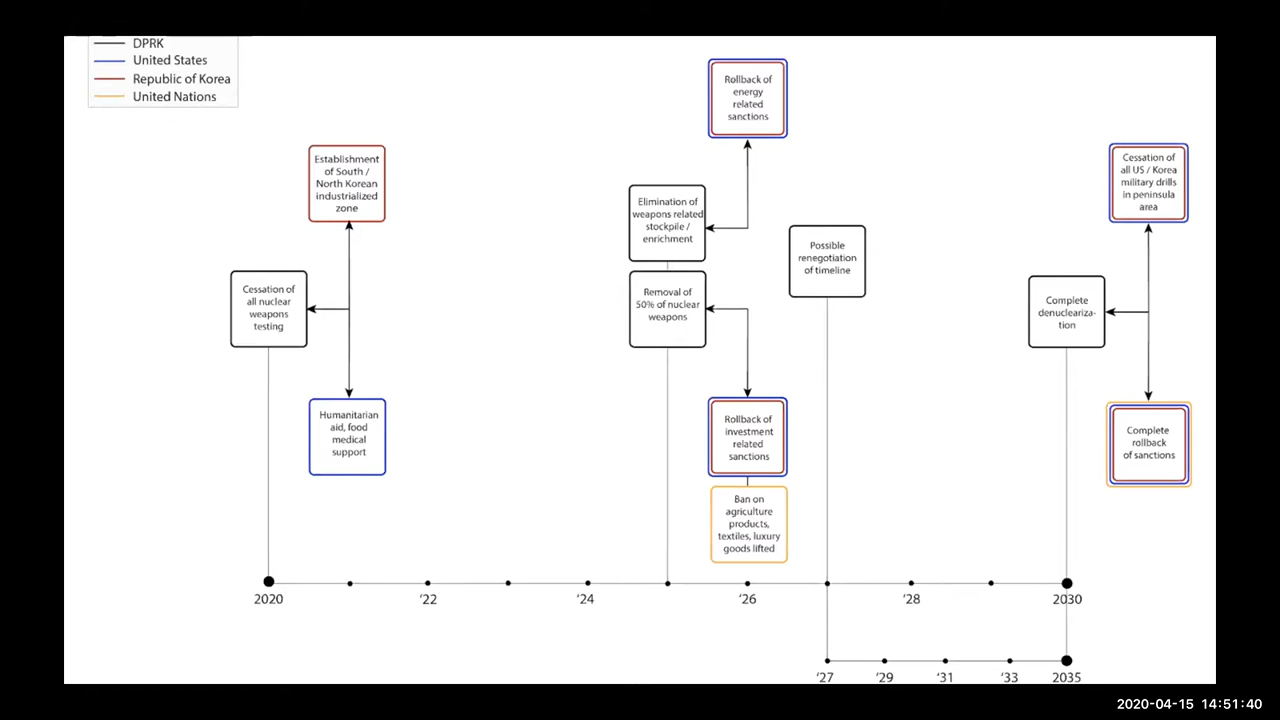 DPRK
United States
Republic of Korea
United Nations
Rollback of
energy
related
sanctions
Establishment
of South /
North Korean
industrialized
zone
Cessation of
all US / Korea
military drills
in peninsula
area
Elimination of
weapons related
stockpile /
enrichment
Possible
renegotiation
of timeline
Cessation of
all nuclear
weapons
testing
Removal of
50% of nuclear
weapons
Complete
denucleariza-
tion
Humanitarian
aid, food
medical
support
Rollback of
investment
related
sanctions
Complete
rollback
of sanctions
Ban on
agriculture
products,
textiles, luxury
goods lifted
2020 '22 '24 '26 '28 2030
'27 '29 '31 '33 2035
2020-04-15 14:51:40